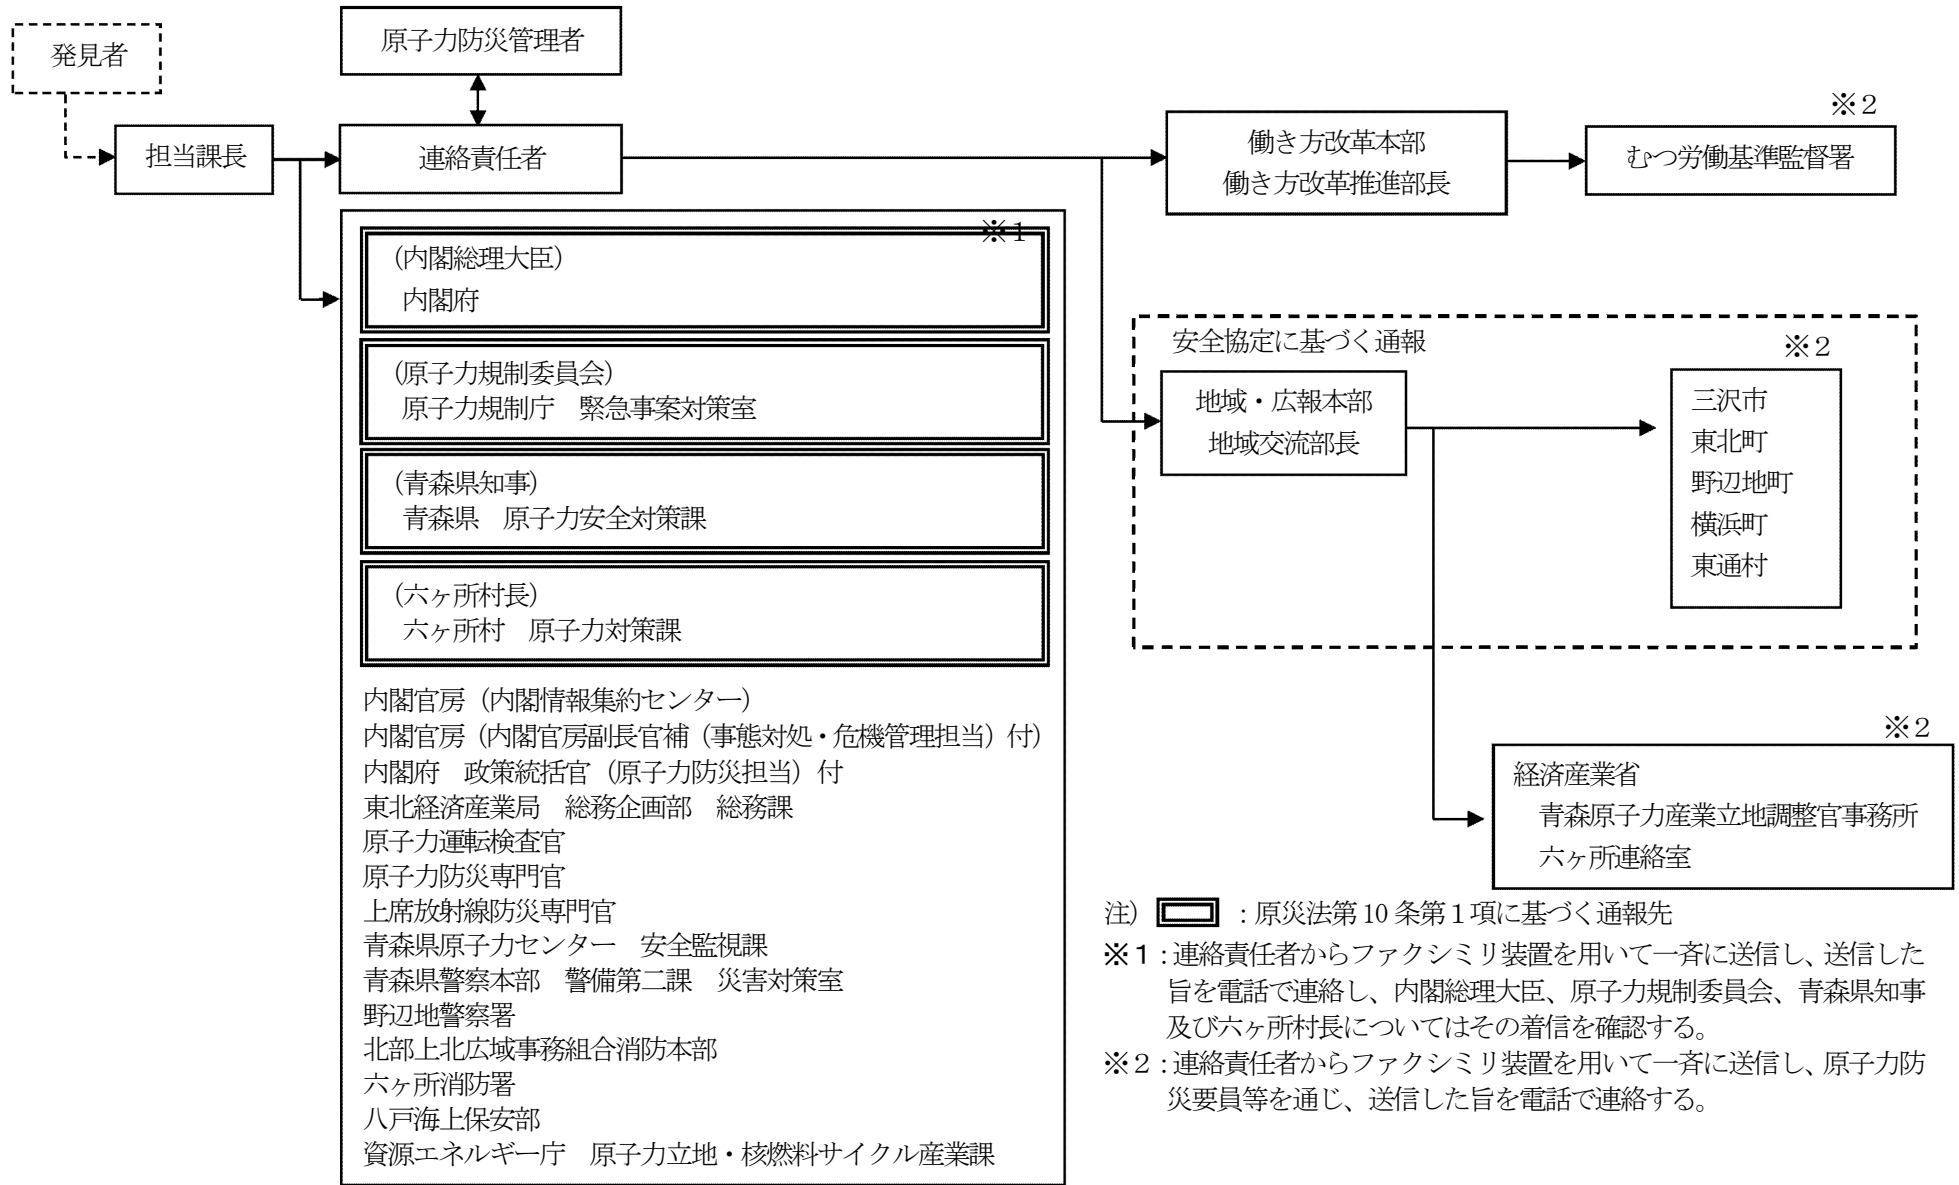 発見者
原子力防災管理者
担当課長
連絡責任者
働き方改革本部
働き方改革推進部長
※2
むつ労働基準監督署
※1
(内閣総理大臣)
内閣府
(原子力規制委員会)
原子力規制庁　緊急事案対策室
(青森県知事)
青森県　原子力安全対策課
(六ヶ所村長)
六ヶ所村　原子力対策課
内閣官房（内閣情報集約センター）
内閣官房（内閣官房副長官補（事態対処・危機管理担当）付）
内閣府　政策統括官（原子力防災担当）付
東北経済産業局　総務企画部　総務課
原子力運転検査官
原子力防災専門官
上席放射線防災専門官
青森県原子力センター　安全監視課
青森県警察本部　警備第二課　災害対策室
野辺地警察署
北部上北広域事務組合消防本部
六ヶ所消防署
八戸海上保安部
資源エネルギー庁　原子力立地・核燃料サイクル産業課
安全協定に基づく通報
※2
地域・広報本部
地域交流部長
三沢市
東北町
野辺地町
横浜町
東通村
※2
経済産業省
青森原子力産業立地調整官事務所
六ヶ所連絡室
注）　：原災法第10条第1項に基づく通報先
※1：連絡責任者からファクシミリ装置を用いて一斉に送信し、送信した
旨を電話で連絡し、内閣総理大臣、原子力規制委員会、青森県知事
及び六ヶ所村長についてはその着信を確認する。
※2：連絡責任者からファクシミリ装置を用いて一斉に送信し、原子力防
災要員等を通じ、送信した旨を電話で連絡する。